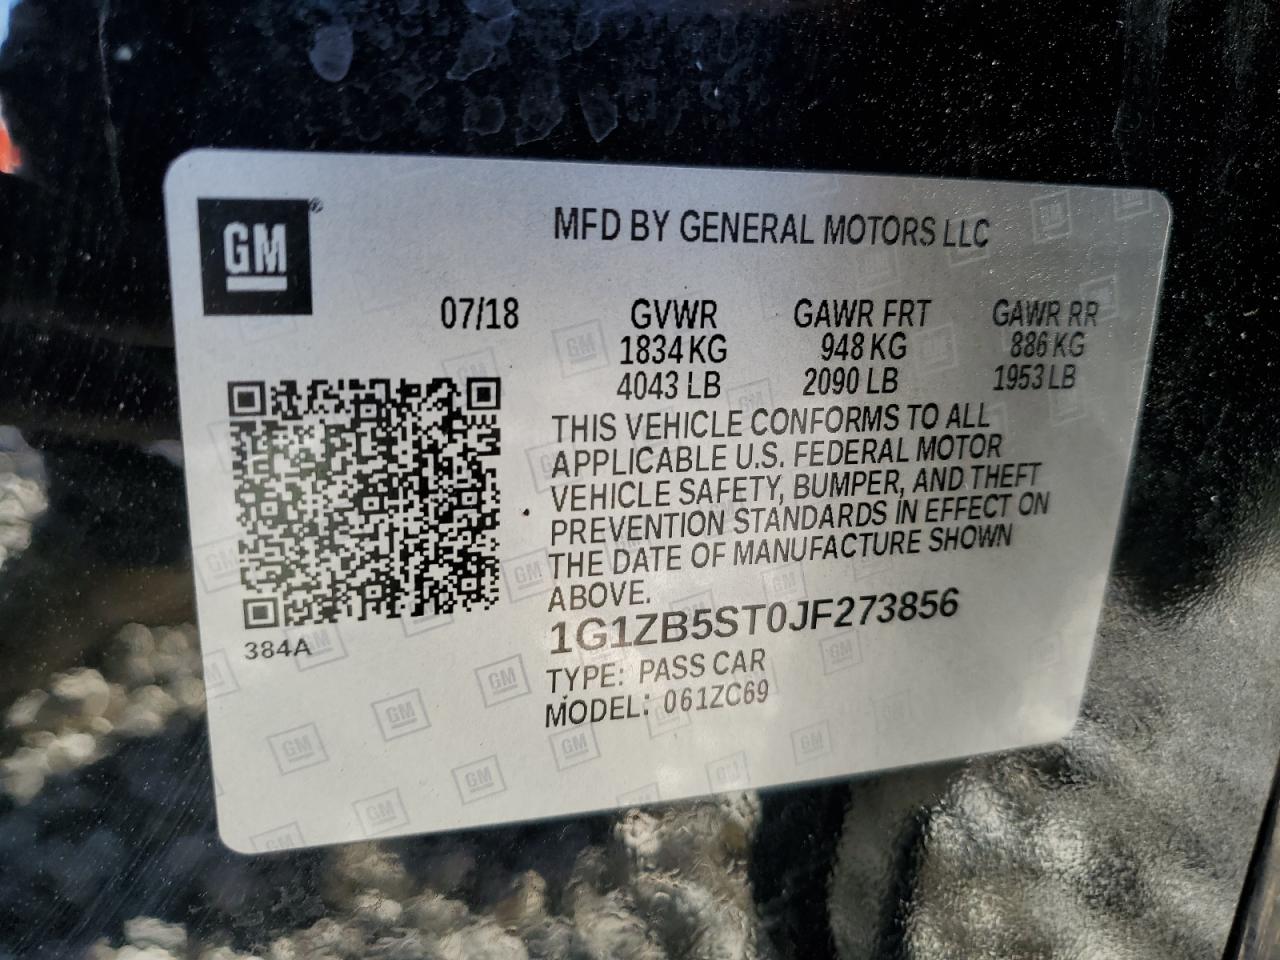 GM®
MFD BY GENERAL MOTORS LLC
07/18 GVWR GAWR FRT GAWR RR
1834 KG 948 KG 886 KG
4043 LB 2090 LB 1953 LB
THIS VEHICLE CONFORMS TO ALL
APPLICABLE U.S. FEDERAL MOTOR
VEHICLE SAFETY, BUMPER, AND THEFT
PREVENTION STANDARDS IN EFFECT ON
THE DATE OF MANUFACTURE SHOWN
ABOVE.
1G1ZB5ST0JF273856
384A
TYPE: PASS CAR
MODEL: 061ZC69